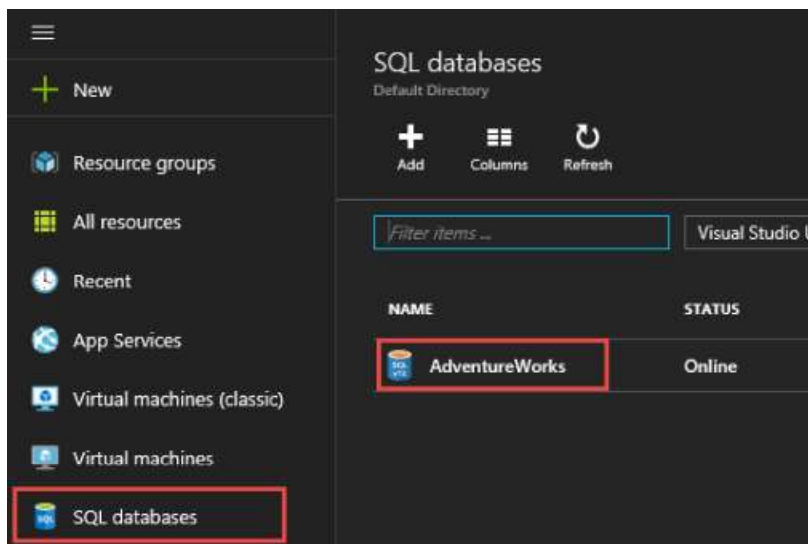 New
Resource groups
All resources
Recent
App Services
Virtual machines (classic)
Virtual machines
SQL databases
SQL databases
Default Directory
Add Columns Refresh
Filter items ... Visual Studio U
NAME STATUS
AdventureWorks Online